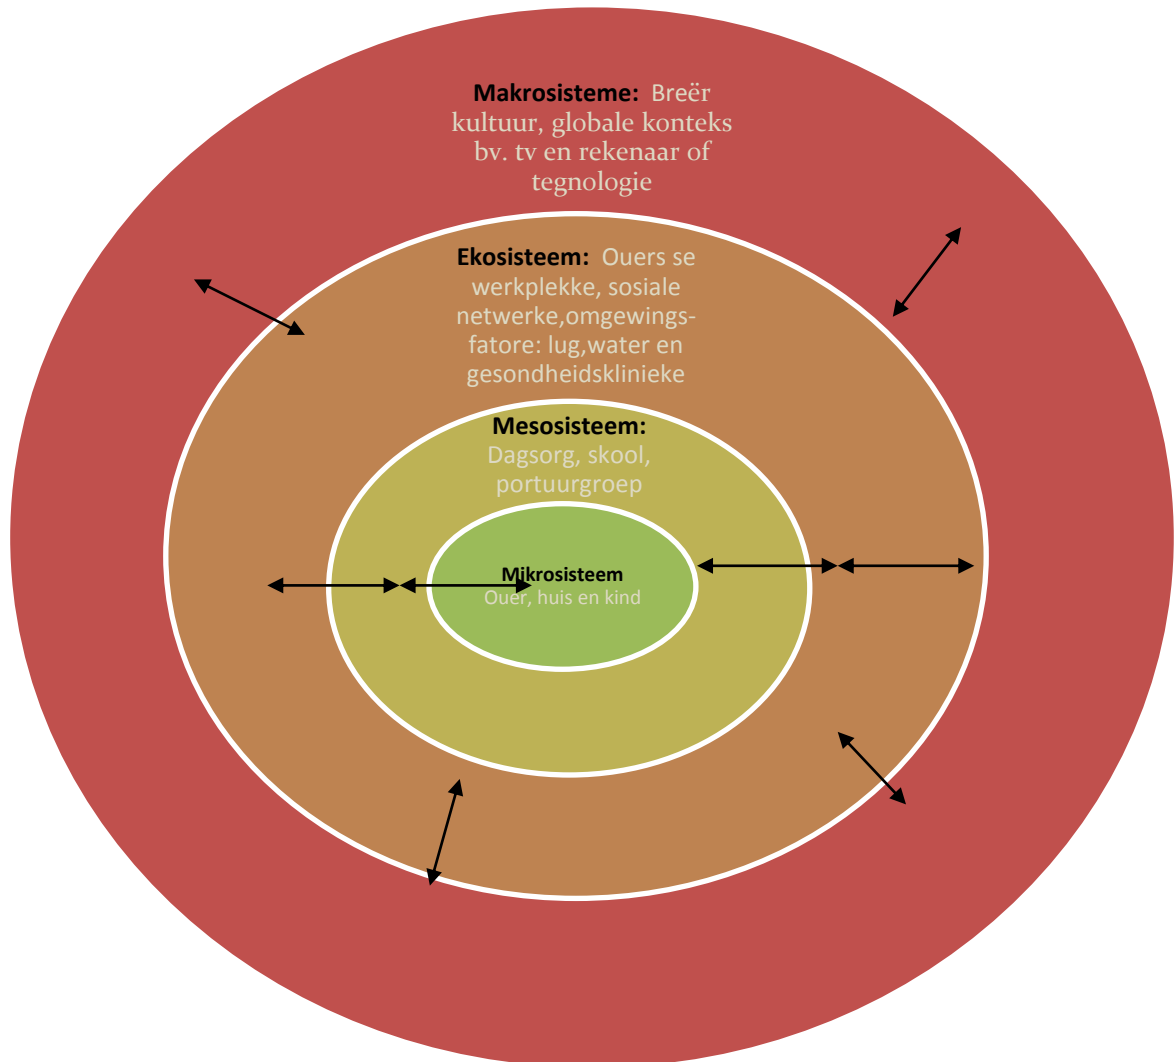 Makrosisteme: Breër
kultuur, globale konteks
bv. tv en rekenaar of
tegnologie
Ekosisteem: Ouers se
werkplekke, sosiale
netwerke,omgewings-
fatore: lug,water en
gesondheidsklinieke
Mesosisteem:
Dagsorg, skool,
portuurgroep
Mikrosisteem
Ouer, huis en kind